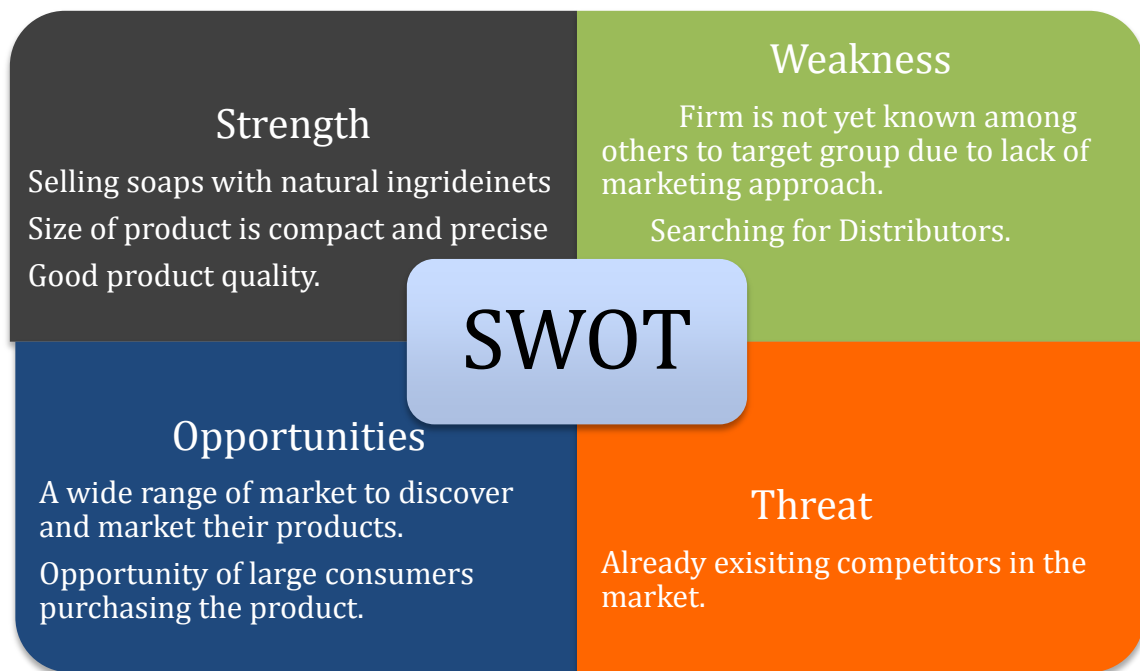 Strength
Selling soaps with natural ingrideinets
Size of product is compact and precise
Good product quality.
Weakness
Firm is not yet known among
others to target group due to lack of
marketing approach.
Searching for Distributors.
SWOT
Opportunities
A wide range of market to discover
and market their products.
Opportunity of large consumers
purchasing the product.
Threat
Already exisiting competitors in the
market.